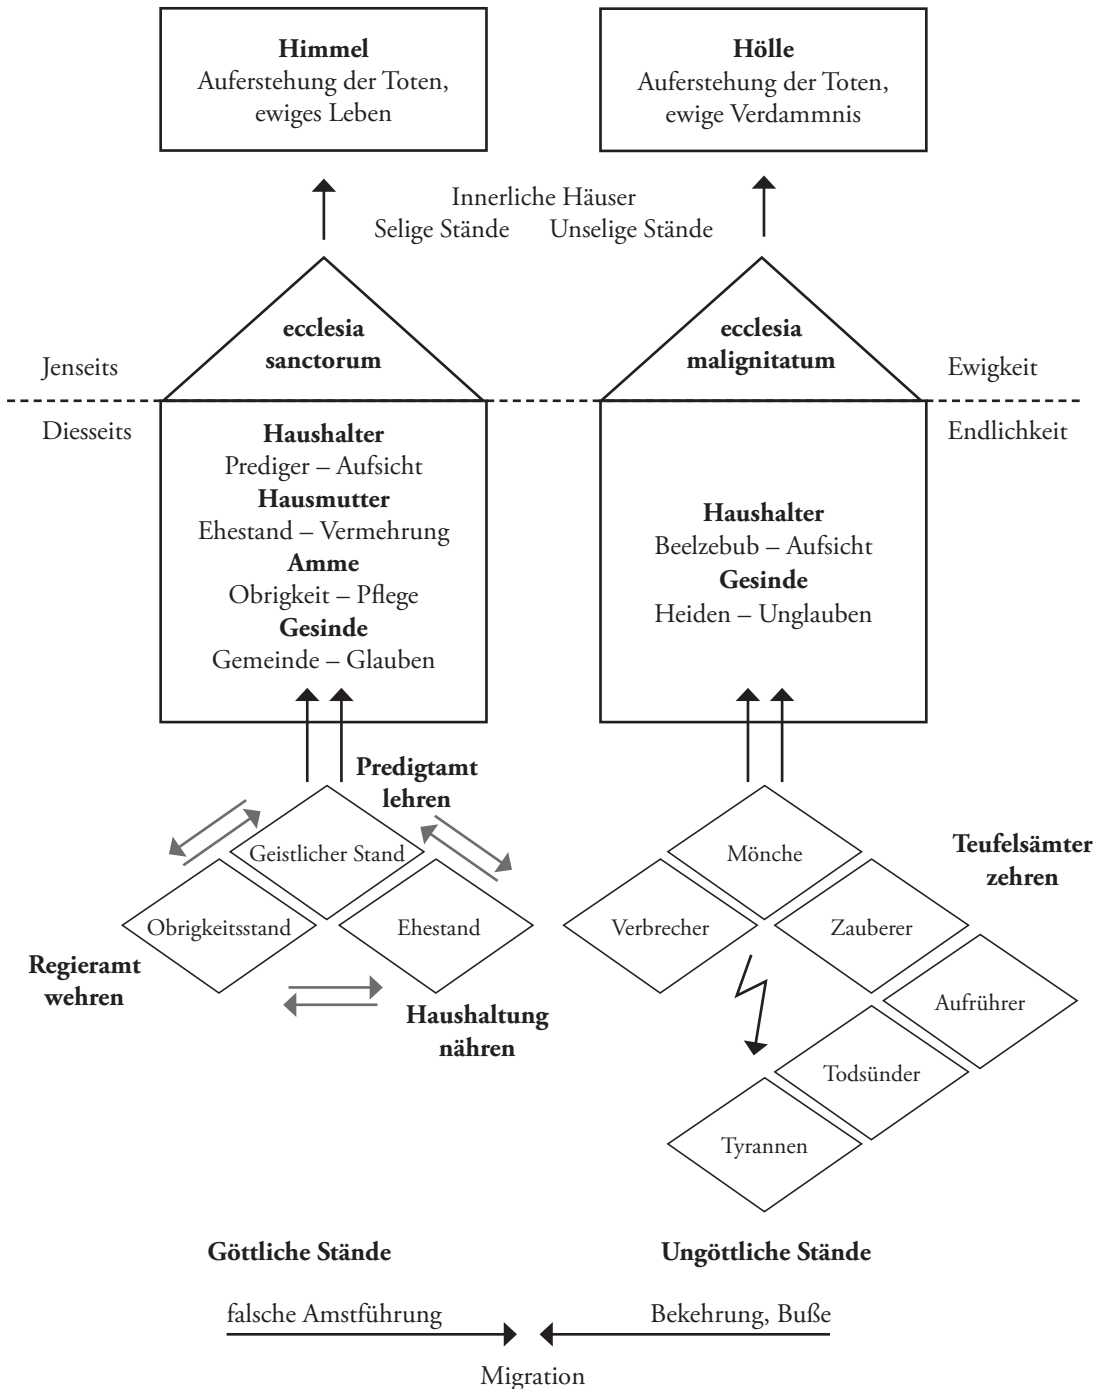 Himmel
Auferstehung der Toten,
ewiges Leben
Hölle
Auferstehung der Toten,
ewige Verdammnis
Innerliche Häuser
Selige Stände
Unselige Stände
ecclesia
sanctorum
ecclesia
malignitatum
Jenseits
Ewigkeit
Diesseits
Endlichkeit
Haushalter
Prediger – Aufsicht
Hausmutter
Ehestand – Vermehrung
Amme
Obrigkeit – Pflege
Gesinde
Gemeinde – Glauben
Haushalter
Beelzebub – Aufsicht
Gesinde
Heiden – Unglauben
Predigtamt
lehren
Geistlicher Stand
Obrigkeitsstand
Ehestand
Regieramt
wehren
Haushaltung
nähren
Mönche
Verbrecher
Zauberer
Teufelsämter
zehren
Aufrührer
Todsünder
Tyrannen
Göttliche Stände
Ungöttliche Stände
falsche Amstführung
Bekehrung, Buße
Migration